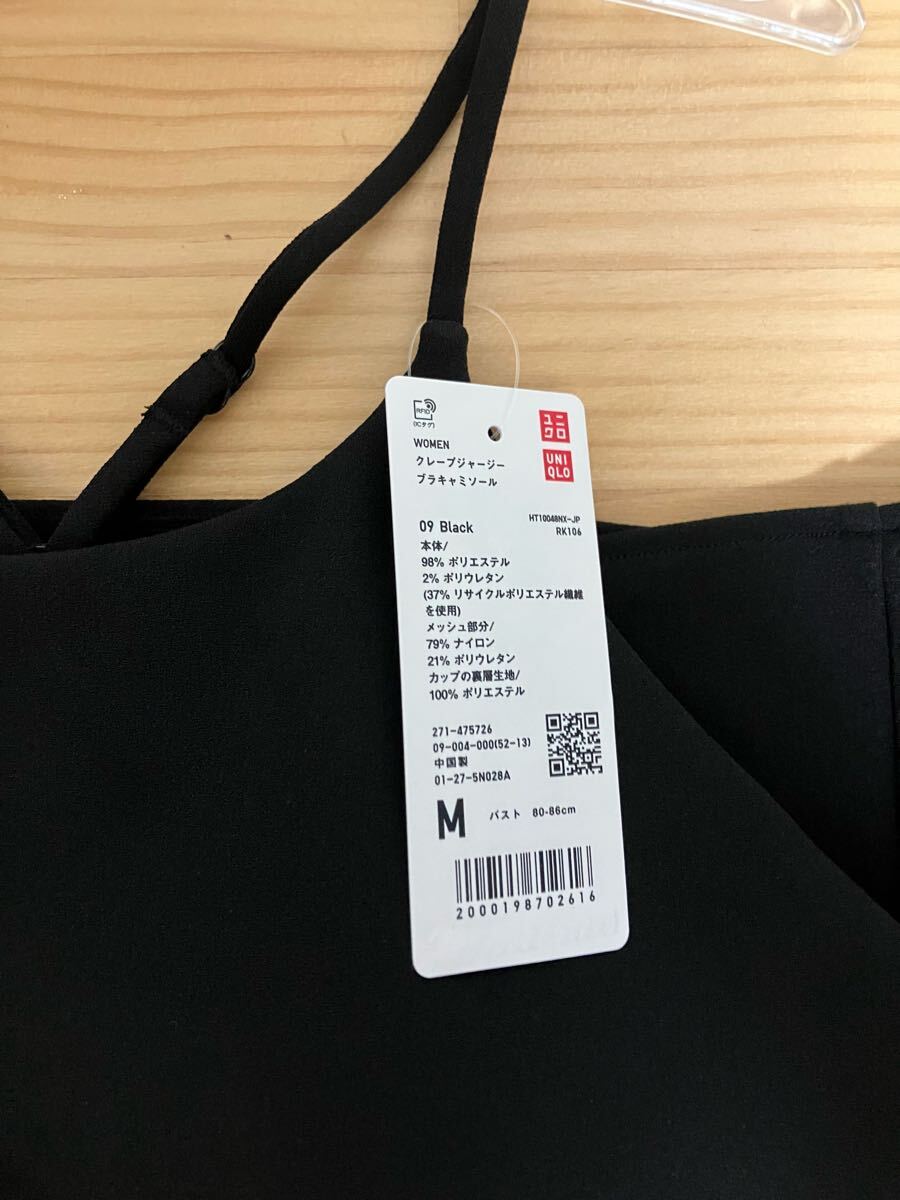 RFID
(ICタグ)
ユニ
クロ
UNI
QLO
WOMEN
クレープジャージー
ブラキャミソール
HT10048NX-JP
RK106
09 Black
本体/
98% ポリエステル
2% ポリウレタン
(37% リサイクルポリエステル繊維
を使用)
メッシュ部分/
79% ナイロン
21% ポリウレタン
カップの裏層生地/
100% ポリエステル
271-475726
09-004-000(52-13)
中国製
01-27-5N028A
M バスト 80-86cm
2000198702616